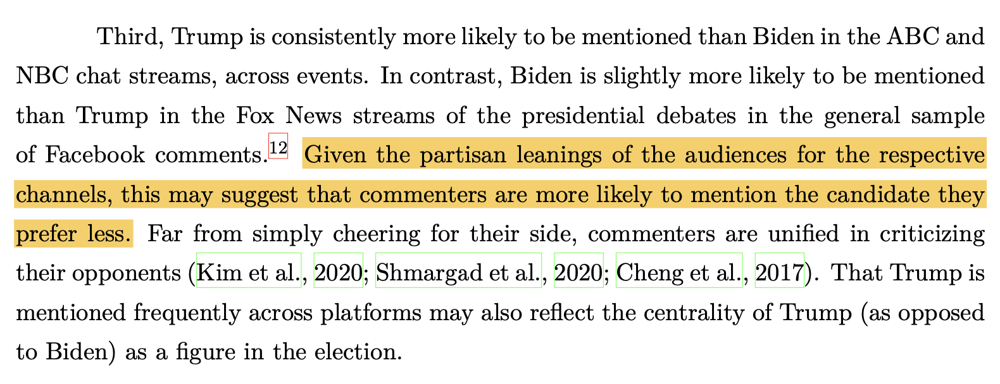 Third, Trump is consistently more likely to be mentioned than Biden in the ABC and
NBC chat streams, across events. In contrast, Biden is slightly more likely to be mentioned
than Trump in the Fox News streams of the presidential debates in the general sample
of Facebook comments.12 Given the partisan leanings of the audiences for the respective
channels, this may suggest that commenters are more likely to mention the candidate they
prefer less. Far from simply cheering for their side, commenters are unified in criticizing
their opponents (Kim et al., 2020; Shmargad et al., 2020; Cheng et al., 2017). That Trump is
mentioned frequently across platforms may also reflect the centrality of Trump (as opposed
to Biden) as a figure in the election.